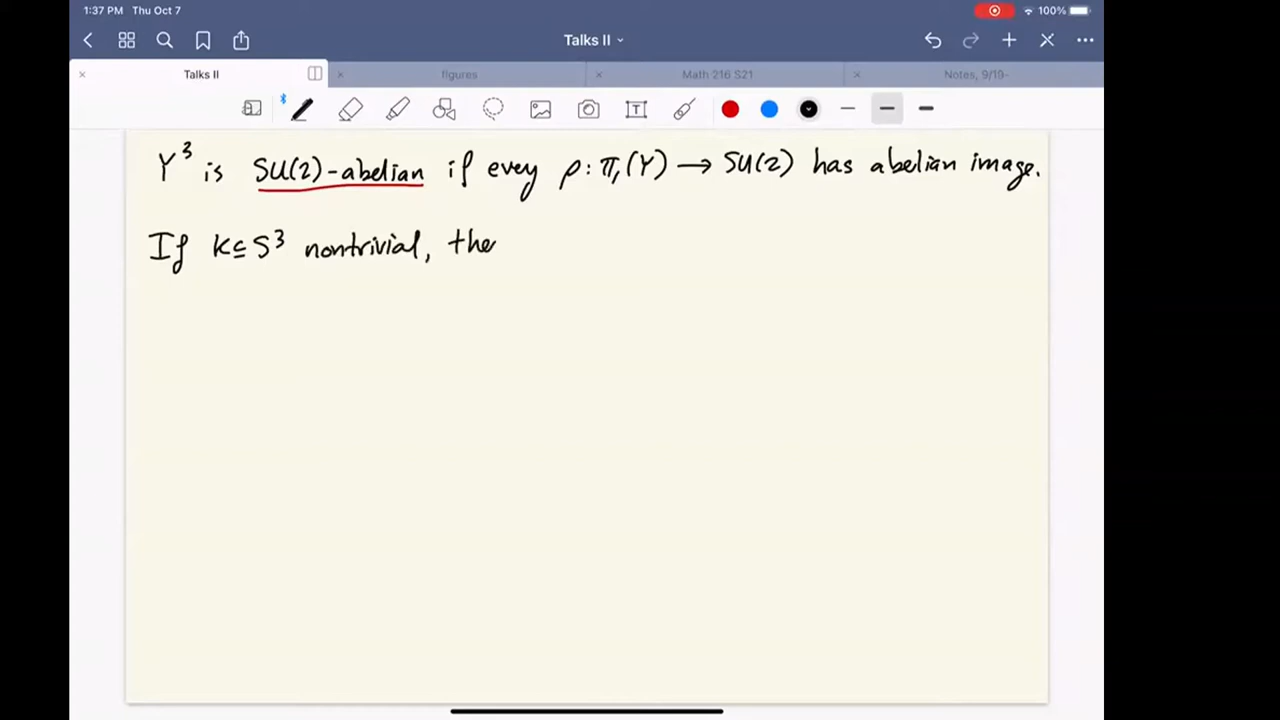 1:37 PM Thu Oct 7
100%
Talks II
Talks II
figures
Math 216 S21
Notes, 9/19-
Y³ is SU(2)-abelian if every ρ: π₁(Y) → SU(2) has abelian image.
If K⊆S³ nontrivial, the